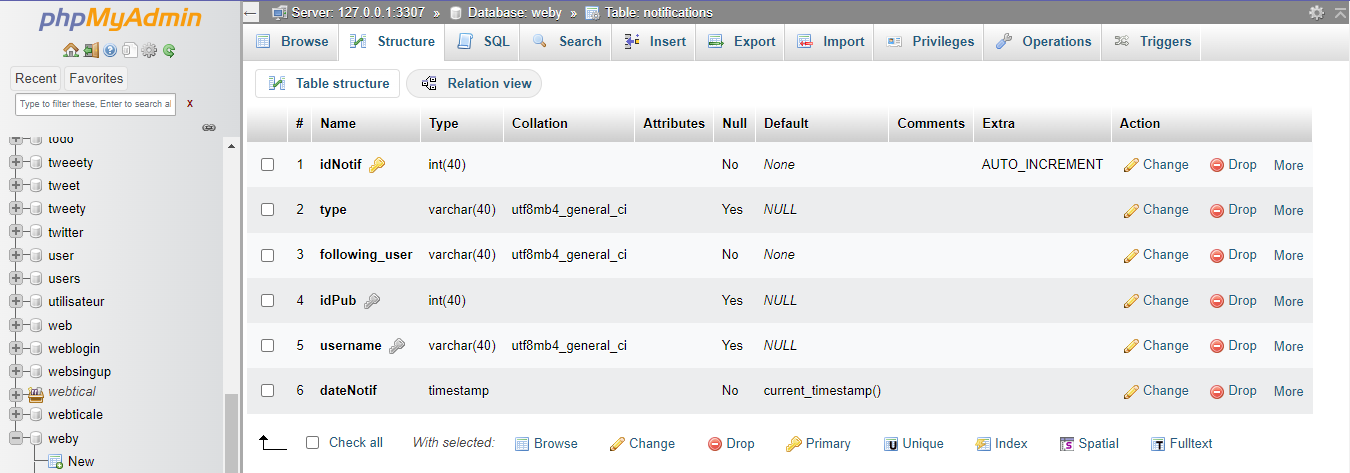 phpMyAdmin
Server: 127.0.0.1:3307 » Database: weby » Table: notifications
Browse Structure SQL Search Insert Export Import Privileges Operations Triggers
Recent Favorites
Table structure Relation view
Type to filter these, Enter to search al X
# Name Type Collation Attributes Null Default Comments Extra Action
todo
tweeety
tweet
tweety
twitter
user
users
utilisateur
web
weblogin
websingup
webtical
webticale
weby
New
1 idNotif int(40) No None AUTO_INCREMENT Change Drop More
2 type varchar(40) utf8mb4_general_ci Yes NULL Change Drop More
3 following_user varchar(40) utf8mb4_general_ci No None Change Drop More
4 idPub int(40) Yes NULL Change Drop More
5 username varchar(40) utf8mb4_general_ci Yes NULL Change Drop More
6 dateNotif timestamp No current_timestamp() Change Drop More
Check all With selected: Browse Change Drop Primary Unique Index Spatial Fulltext